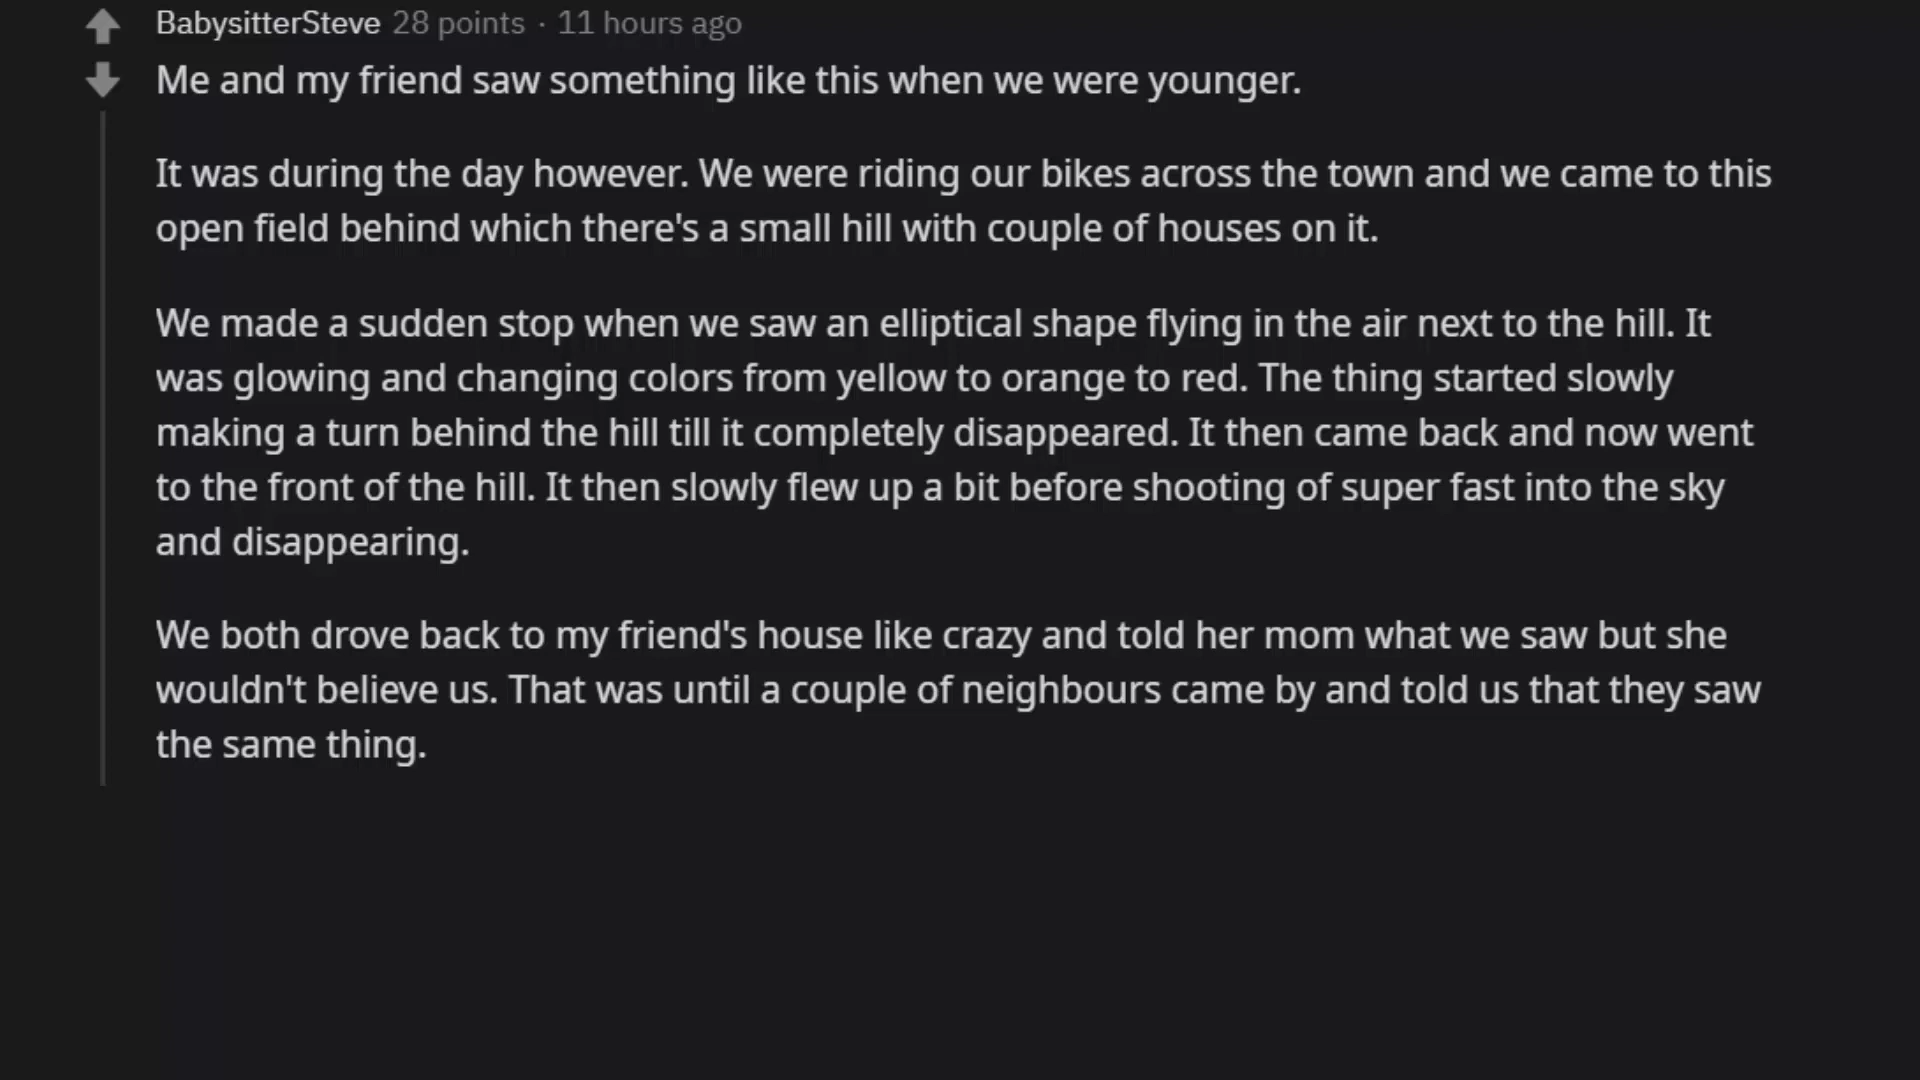 BabysitterSteve 28 points · 11 hours ago
Me and my friend saw something like this when we were younger.
It was during the day however. We were riding our bikes across the town and we came to this
open field behind which there's a small hill with couple of houses on it.
We made a sudden stop when we saw an elliptical shape flying in the air next to the hill. It
was glowing and changing colors from yellow to orange to red. The thing started slowly
making a turn behind the hill till it completely disappeared. It then came back and now went
to the front of the hill. It then slowly flew up a bit before shooting of super fast into the sky
and disappearing.
We both drove back to my friend's house like crazy and told her mom what we saw but she
wouldn't believe us. That was until a couple of neighbours came by and told us that they saw
the same thing.